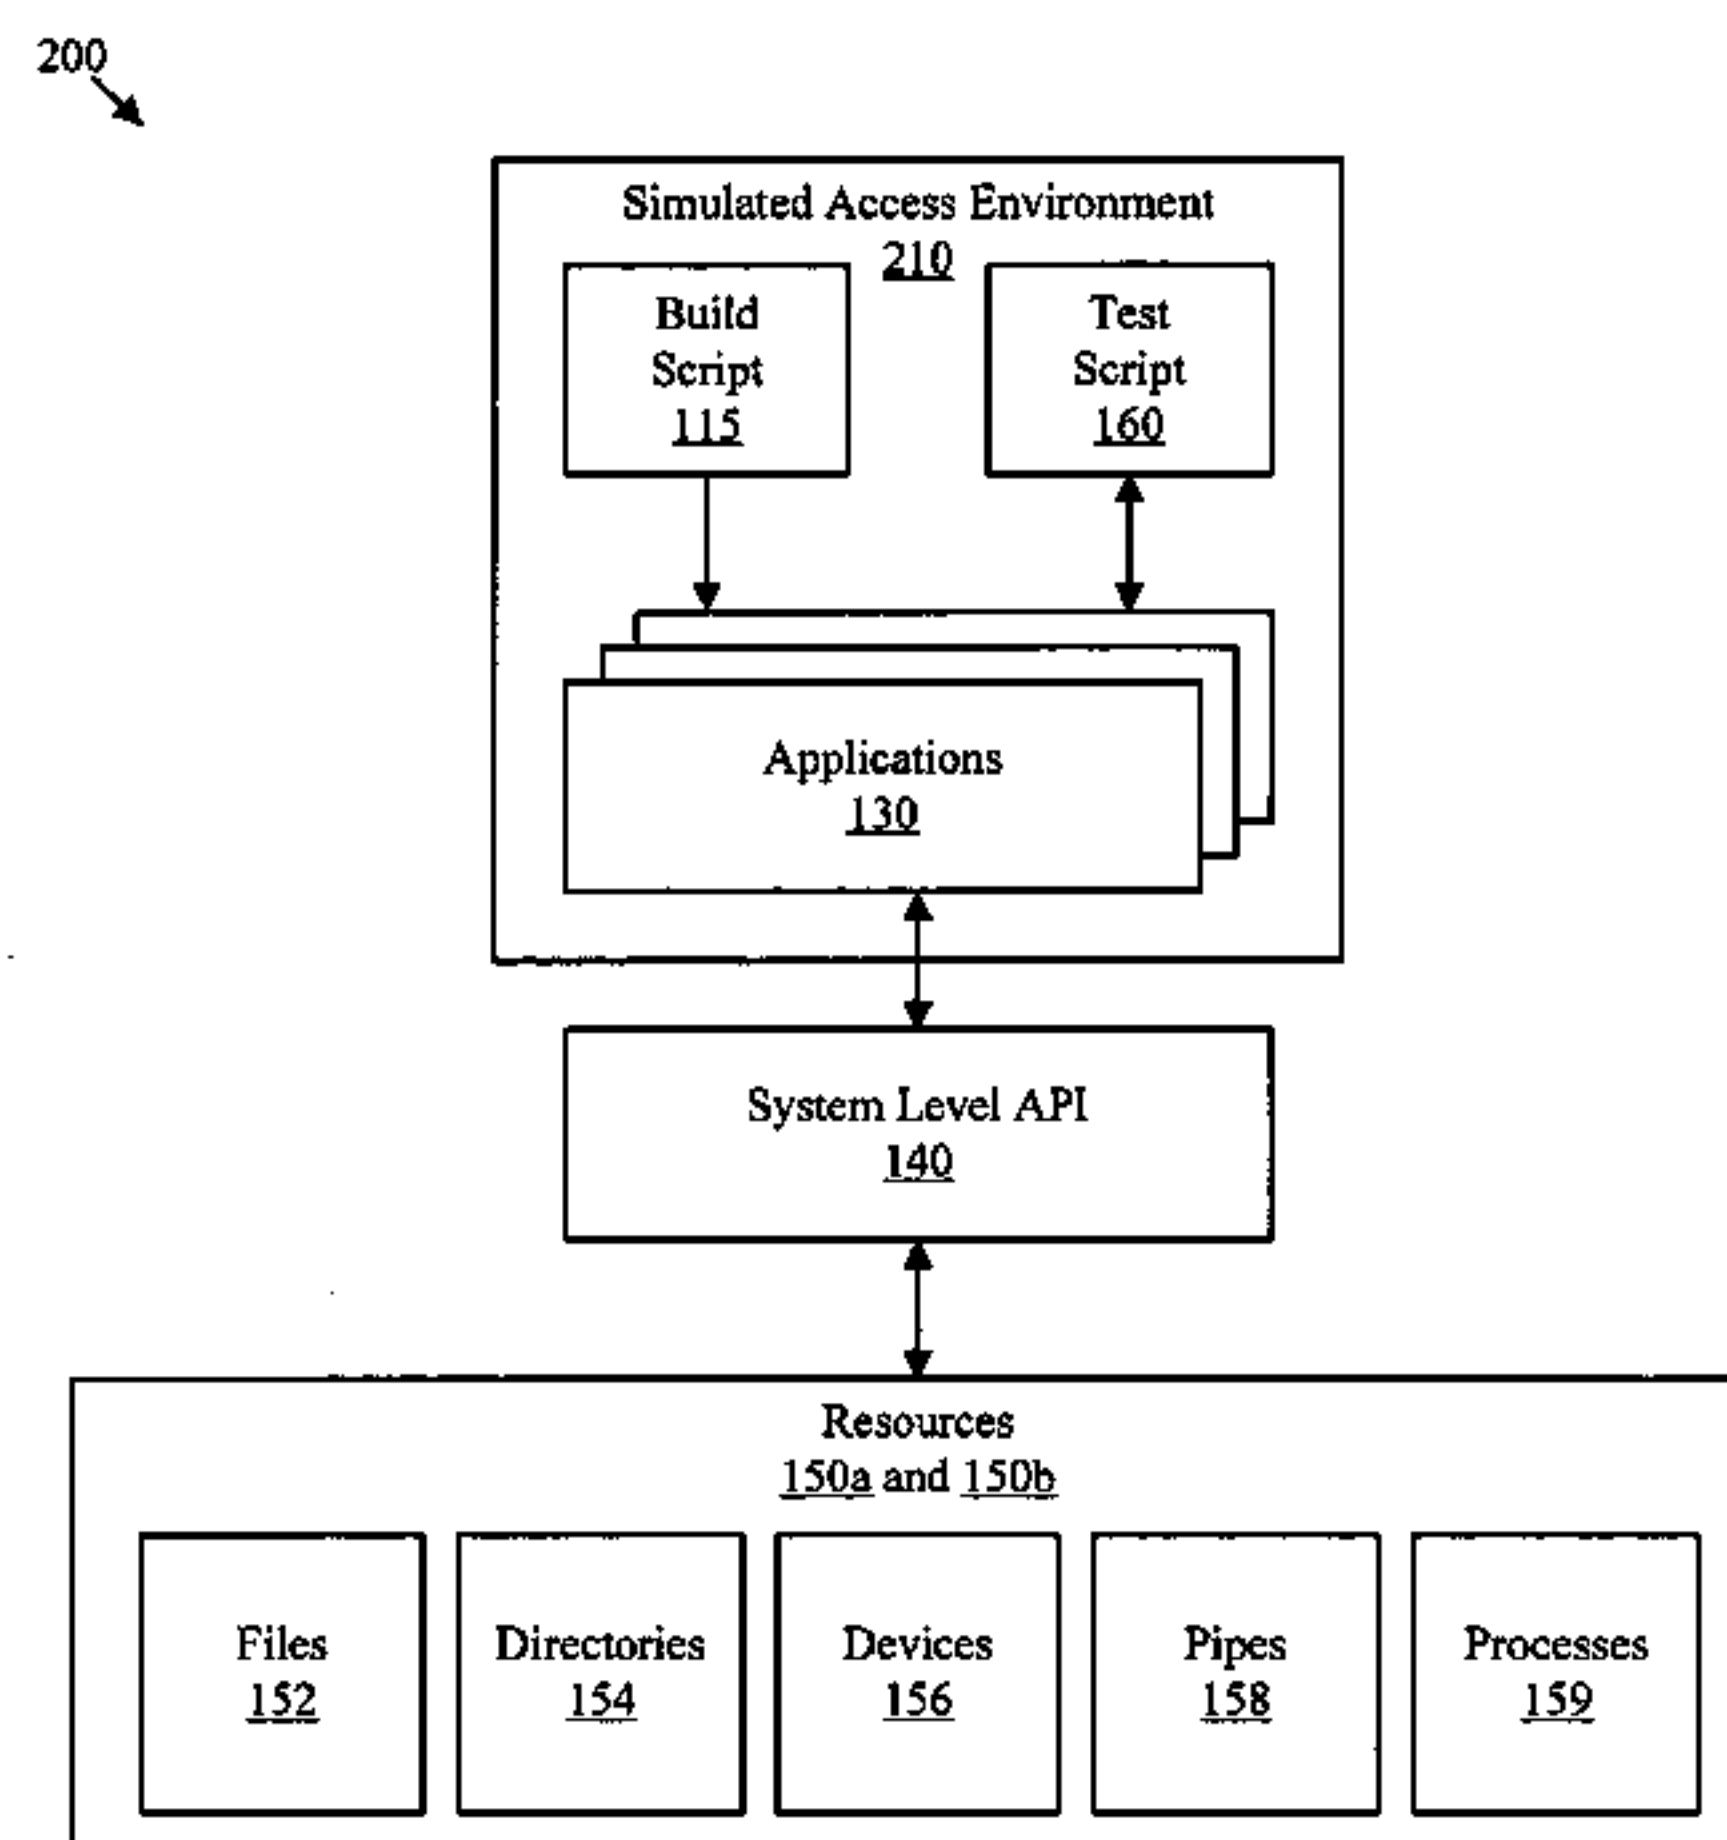 200
Simulated Access Environment
210
Build
Script
115
Test
Script
160
Applications
130
System Level API
140
Resources
150a and 150b
Files
152
Directories
154
Devices
156
Pipes
158
Processes
159